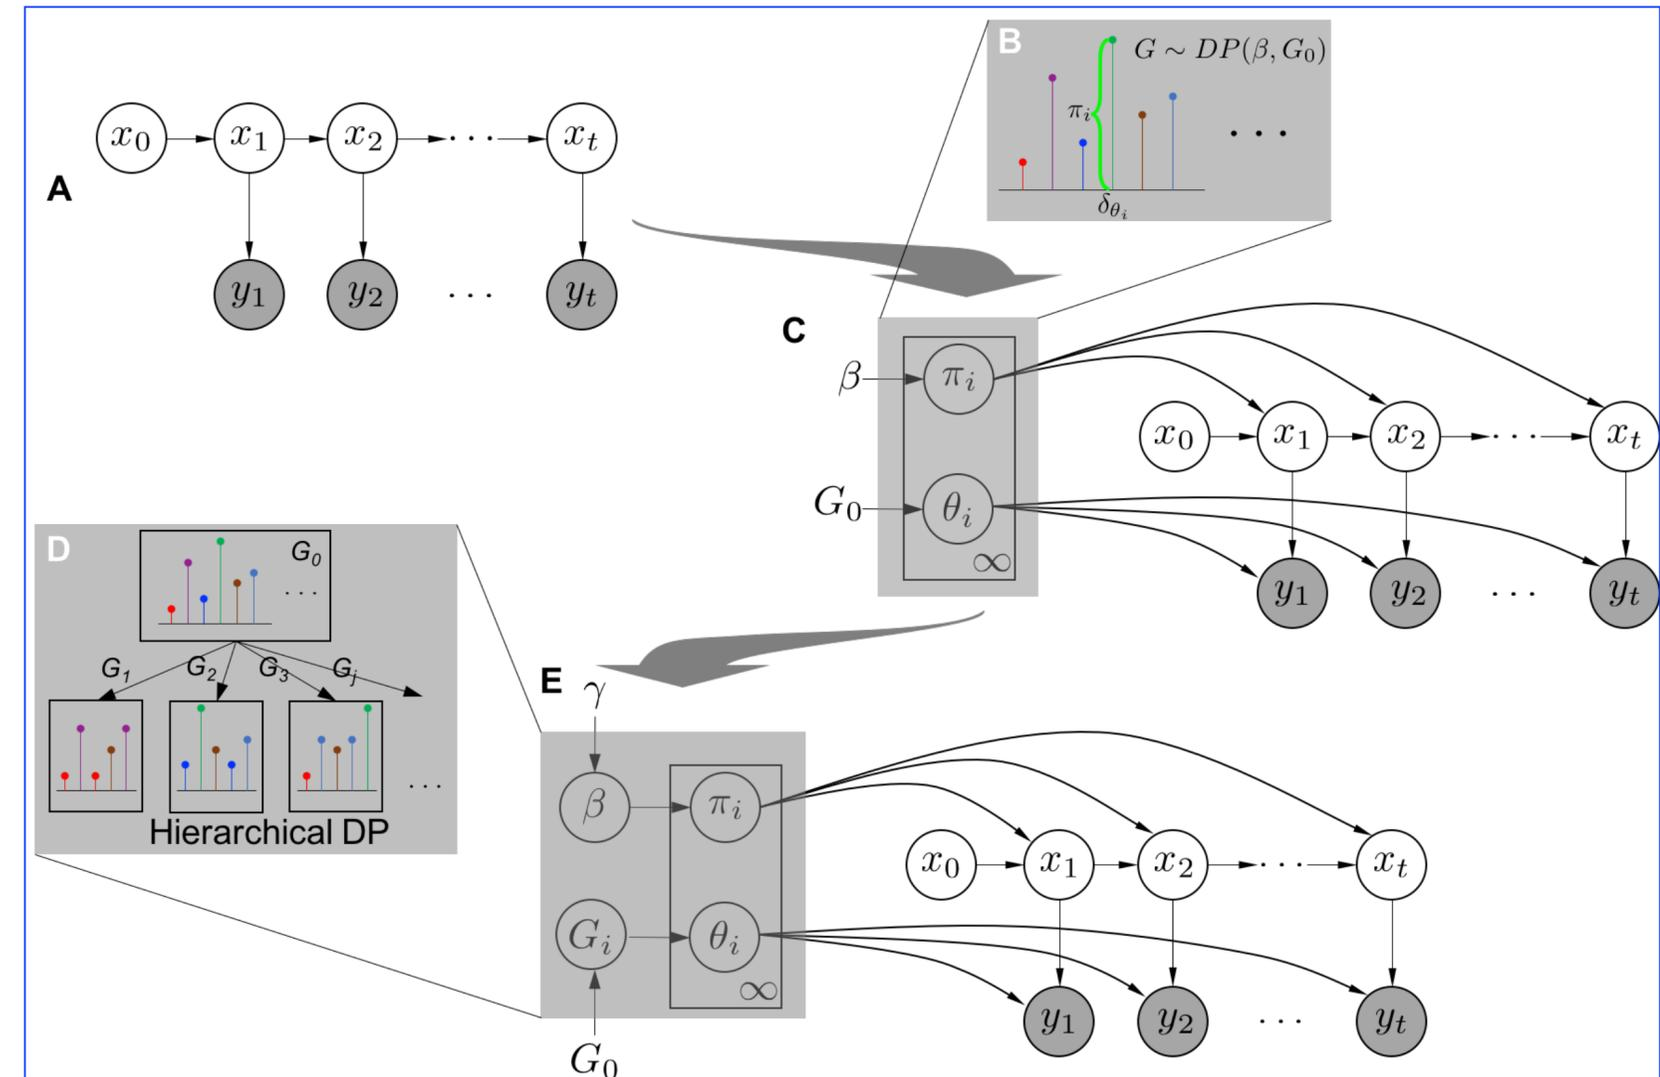 A
x₀ x₁ x₂ · · · xₜ
y₁ y₂ · · · yₜ
B
G ∼ DP(β, G₀)
πᵢ
· · ·
δ_θᵢ
C
β πᵢ
x₀ x₁ x₂ · · · xₜ
G₀ θᵢ
∞
y₁ y₂ · · · yₜ
D
G₀
· · ·
G₁ G₂ G₃ Gⱼ
· · ·
Hierarchical DP
E
γ
β πᵢ
x₀ x₁ x₂ · · · xₜ
Gᵢ θᵢ
∞
y₁ y₂ · · · yₜ
G₀